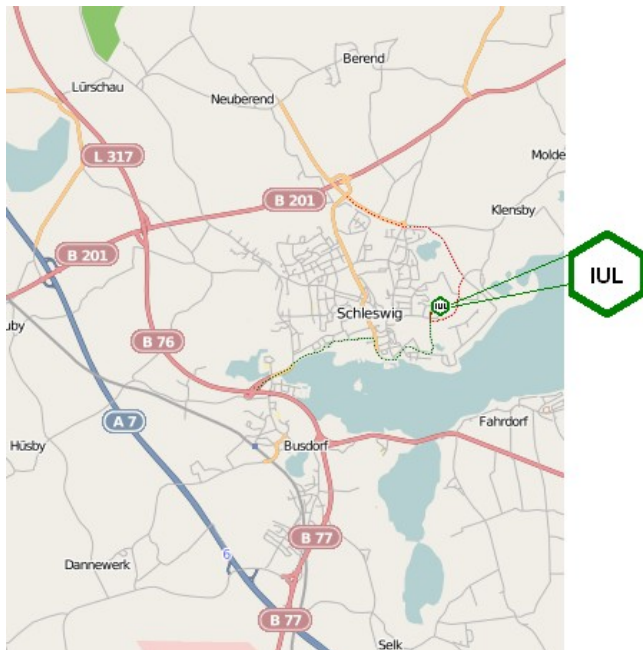 Berend
Lürschau
Neuberend
L 317
Molde
B 201
Klensby
B 201
IUL
IUL
Schleswig
uby
B 76
A 7
Fahrdorf
Hüsby
Busdorf
B 77
6
Dannewerk
B 77
Selk